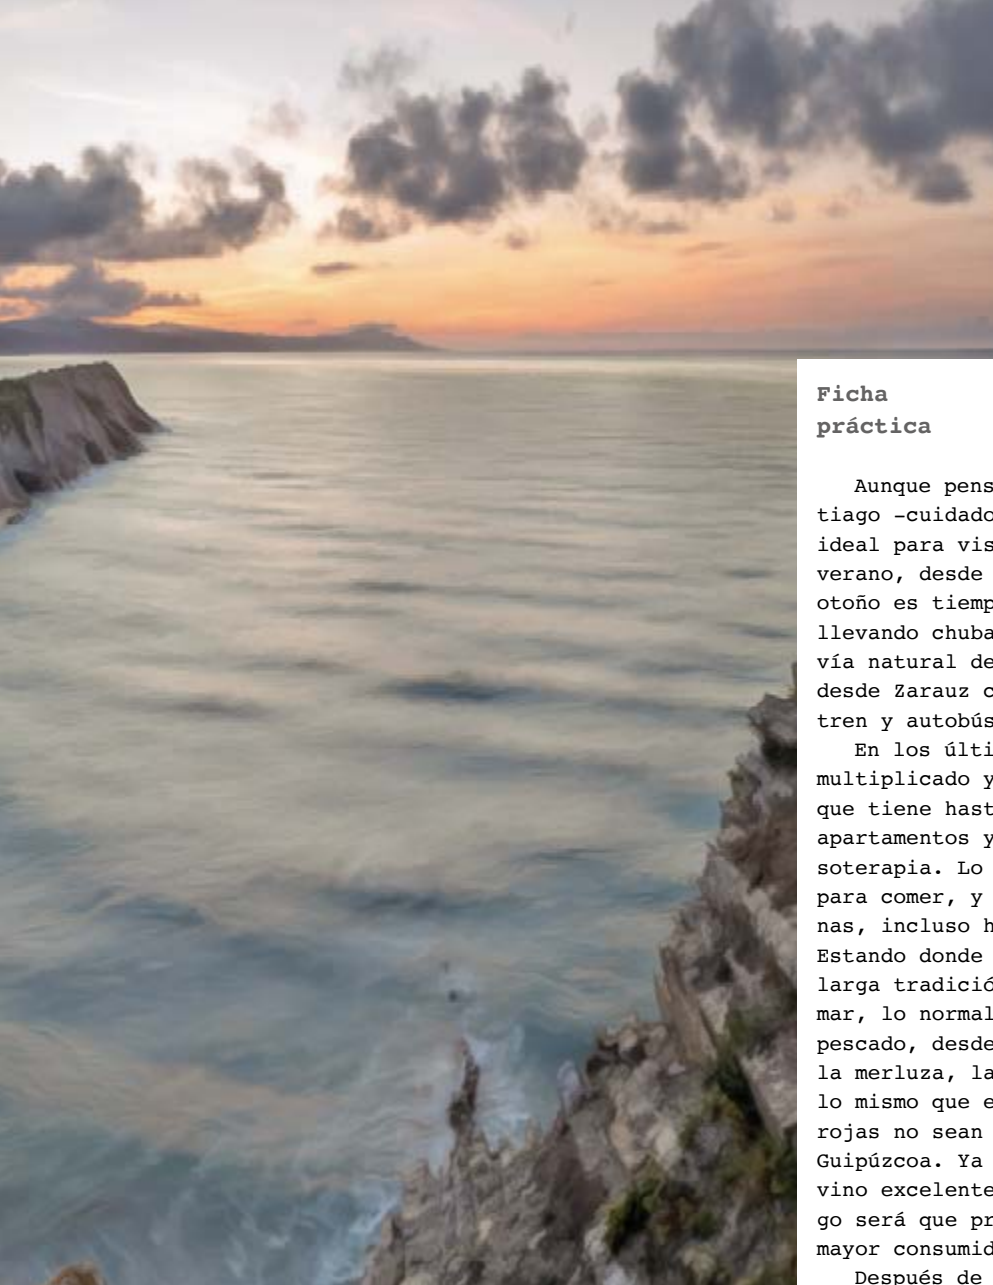 Ficha
práctica
Aunque pens
tiago –cuidado
ideal para vis
verano, desde
otoño es tiemp
llevando chuba
vía natural de
desde Zarauz c
tren y autobús
En los últi
multiplicado y
que tiene hast
apartamentos y
soterapia. Lo
para comer, y
nas, incluso h
Estando donde
larga tradició
mar, lo normal
pescado, desde
la merluza, la
lo mismo que e
rojas no sean
Guipúzcoa. Ya
vino excelente
go será que pr
mayor consumid
Después de